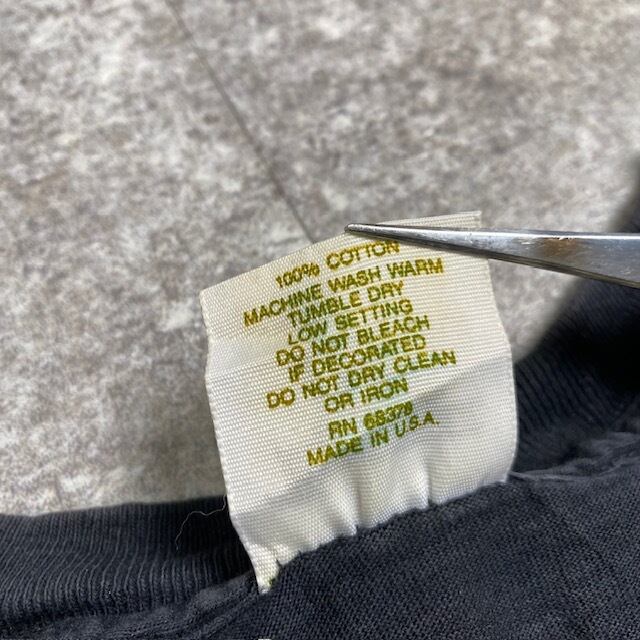 100% COTTON
MACHINE WASH WARM
TUMBLE DRY
LOW SETTING
DO NOT BLEACH
IF DECORATED
DO NOT DRY CLEAN
OR IRON
RN 68378
MADE IN U.S.A.